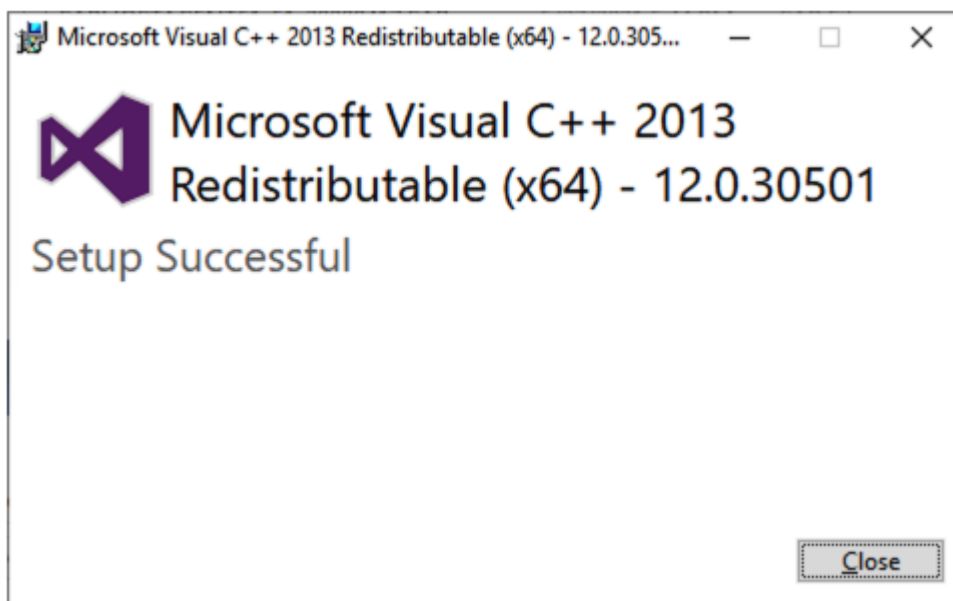 Microsoft Visual C++ 2013 Redistributable (x64) - 12.0.305...
Microsoft Visual C++ 2013
Redistributable (x64) - 12.0.30501
Setup Successful
Close